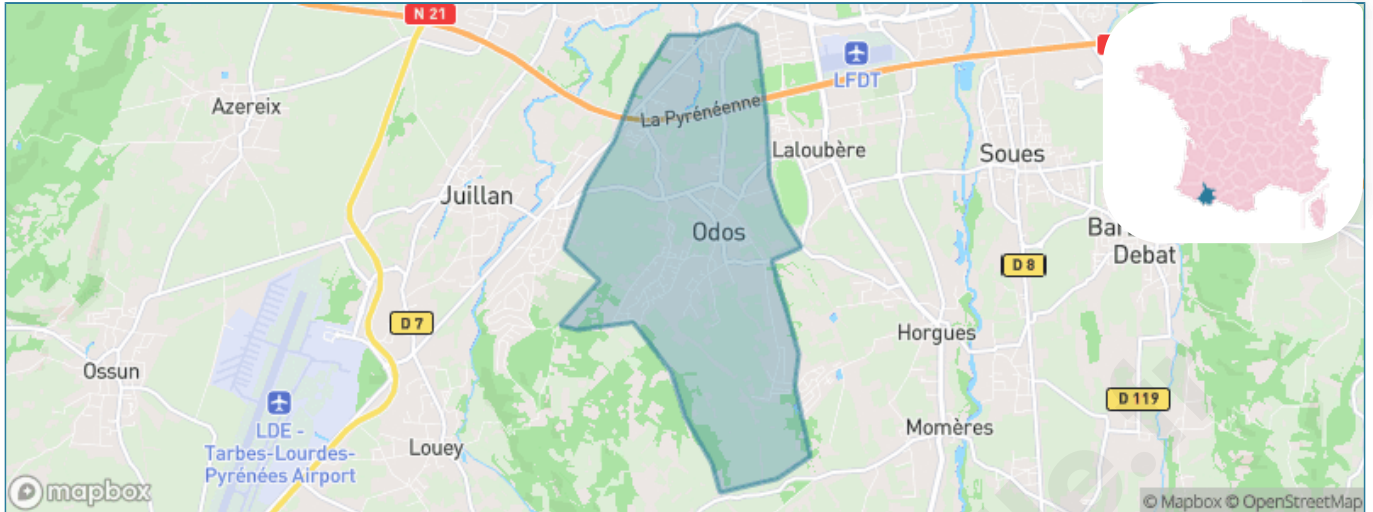 N 21
LFDT
Azereix
La Pyrénéenne
Laloubère
Soues
Juillan
Odos
Debat
D 8
D 7
Horgues
Ossun
D 119
LDE -
Tarbes-Lourdes-
Pyrénées Airport
Louey
Momères
mapbox
© Mapbox © OpenStreetMap